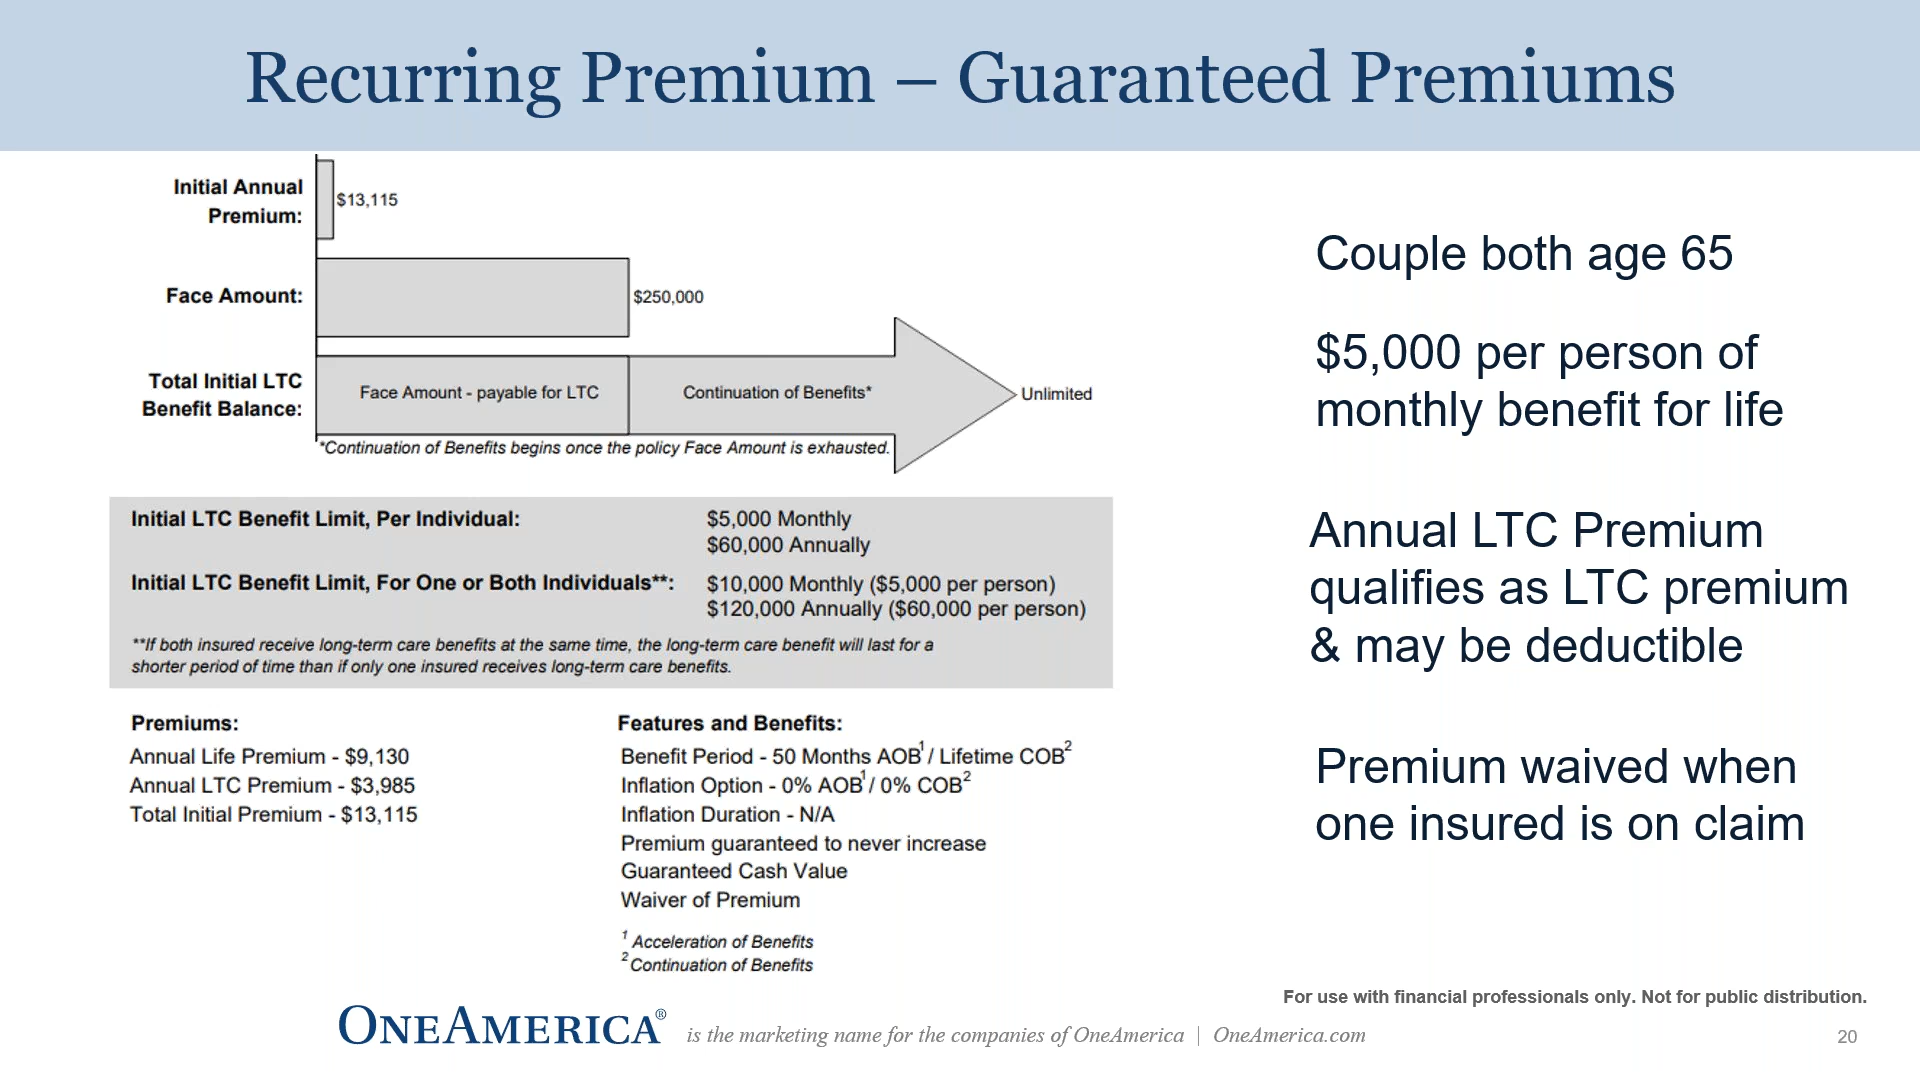 Recurring Premium – Guaranteed Premiums
Initial Annual
Premium:
$13,115
Face Amount:
$250,000
Total Initial LTC
Benefit Balance:
Face Amount - payable for LTC
Continuation of Benefits*
Unlimited
*Continuation of Benefits begins once the policy Face Amount is exhausted.
Initial LTC Benefit Limit, Per Individual:
$5,000 Monthly
$60,000 Annually
Initial LTC Benefit Limit, For One or Both Individuals**:
$10,000 Monthly ($5,000 per person)
$120,000 Annually ($60,000 per person)
**If both insured receive long-term care benefits at the same time, the long-term care benefit will last for a
shorter period of time than if only one insured receives long-term care benefits.
Premiums:
Annual Life Premium - $9,130
Annual LTC Premium - $3,985
Total Initial Premium - $13,115
Features and Benefits:
Benefit Period - 50 Months AOB1 / Lifetime COB2
Inflation Option - 0% AOB1 / 0% COB2
Inflation Duration - N/A
Premium guaranteed to never increase
Guaranteed Cash Value
Waiver of Premium
1 Acceleration of Benefits
2 Continuation of Benefits
Couple both age 65
$5,000 per person of
monthly benefit for life
Annual LTC Premium
qualifies as LTC premium
& may be deductible
Premium waived when
one insured is on claim
For use with financial professionals only. Not for public distribution.
ONEAMERICA® is the marketing name for the companies of OneAmerica | OneAmerica.com
20